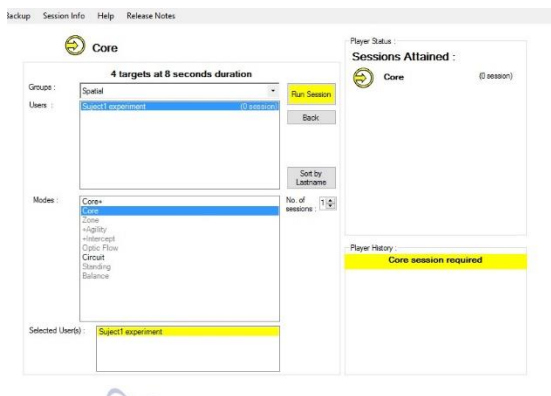 Backup Session Info Help Release Notes
Core
4 targets at 8 seconds duration
Groups :
Spatial
Run Session
Users :
Suject1 experiment (0 session)
Back
Sort by
Lastname
Modes :
Core+
Core
Zone
+Agility
+Intercept
Optic Flow
Circuit
Standing
Balance
No. of
sessions :
1
Selected User(s) :
Suject1 experiment
Player Status :
Sessions Attained :
Core (0 session)
Player History :
Core session required